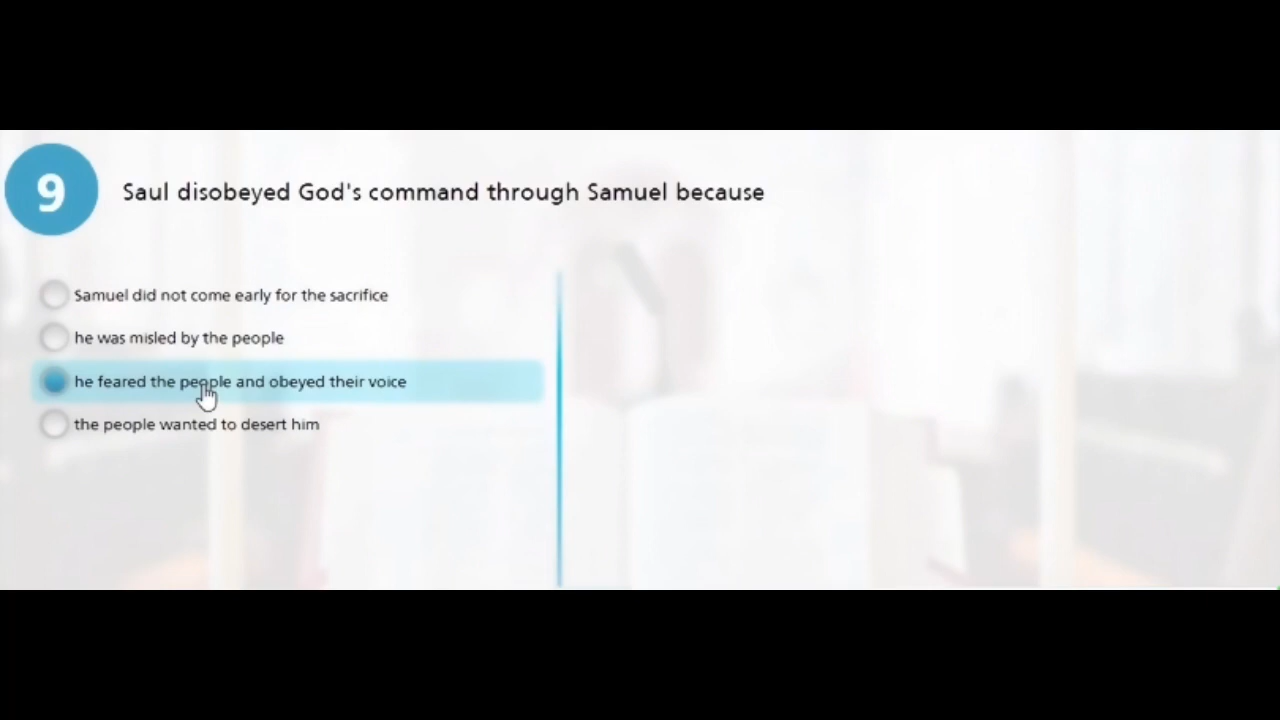 9
Saul disobeyed God's command through Samuel because
Samuel did not come early for the sacrifice
he was misled by the people
he feared the people and obeyed their voice
the people wanted to desert him